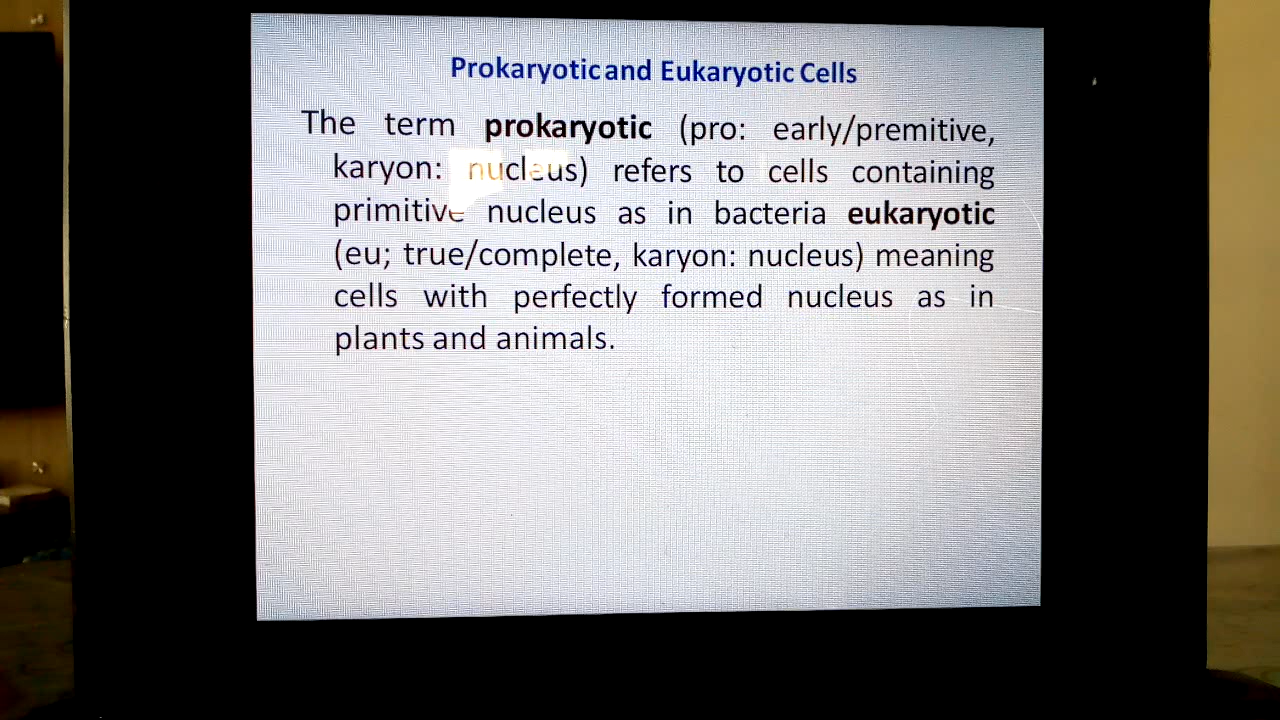 Prokaryotic and Eukaryotic Cells
The term prokaryotic (pro: early/premitive,
karyon: nucleus) refers to cells containing
primitive nucleus as in bacteria eukaryotic
(eu; true/complete, karyon: nucleus) meaning
cells with perfectly formed nucleus as in
plants and animals.